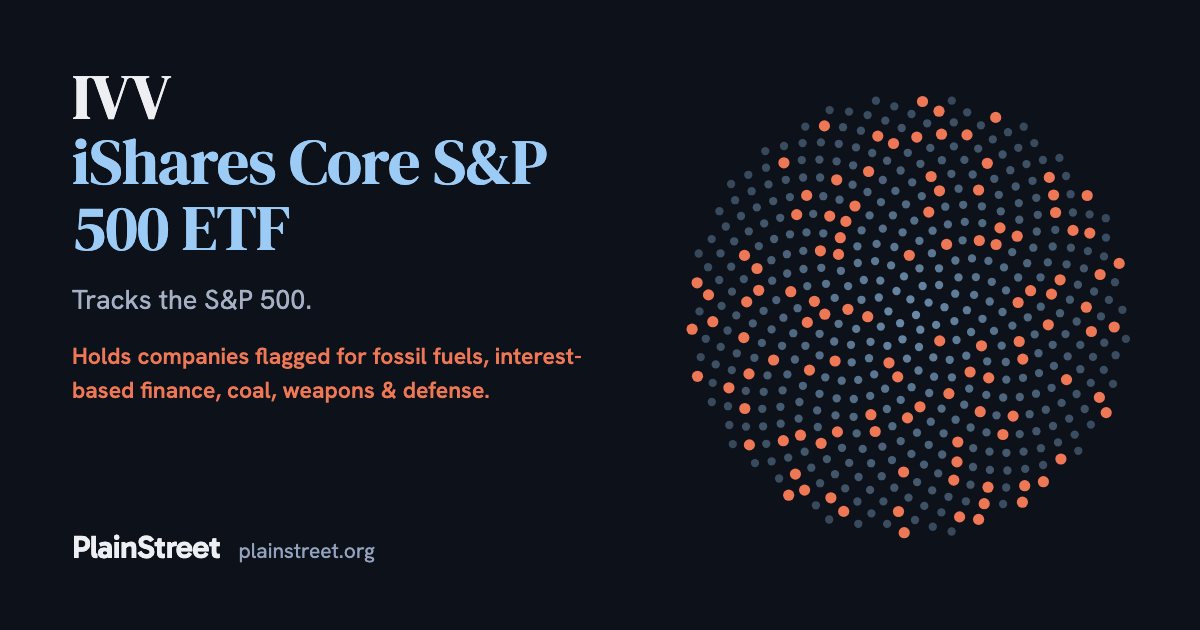 IVV
iShares Core S&P
500 ETF
Tracks the S&P 500.
Holds companies flagged for fossil fuels, interest-
based finance, coal, weapons & defense.
PlainStreet plainstreet.org